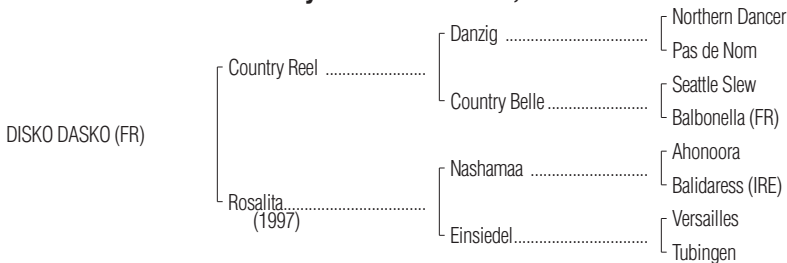 Northern Dancer
Danzig ..............................................
Pas de Nom
Country Reel ................................
Seattle Slew
Country Belle ................................
Balbonella (FR)
DISKO DASKO (FR)
Ahonoora
Nashamaa .....................................
Balidaress (IRE)
Rosalita.............................................
(1997)
Versailles
Einsiedel...........................................
Tubingen